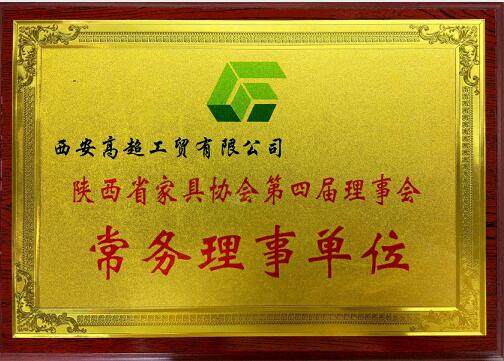 西安高超工贸有限公司
陕西省家具协会第四届理事会
常务理事单位